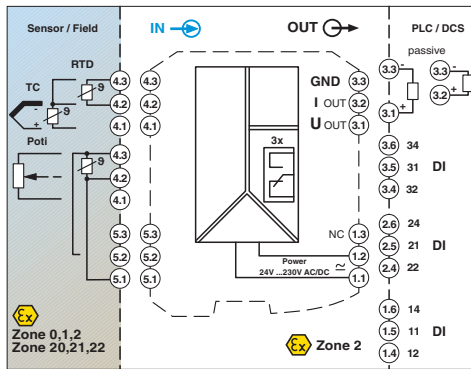 Sensor / Field
IN
OUT
PLC / DCS
RTD
passive
TC
-
+
ϑ
ϑ
4.3
4.2
4.1
4.3
4.2
4.1
GND
3.3
I OUT
3.2
U OUT
3.1
3.3
-
3.1
+
3.3
-
3.2
+
Poti
ϑ
4.3
4.2
4.1
3x
3.6 34
3.5 31 DI
3.4 32
5.3
5.2
5.1
5.3
5.2
5.1
NC 1.3
1.2
1.1
Power
24V ...230V AC/DC
2.6 24
2.5 21 DI
2.4 22
εx
Zone 0,1,2
Zone 20,21,22
εx Zone 2
1.6 14
1.5 11 DI
1.4 12